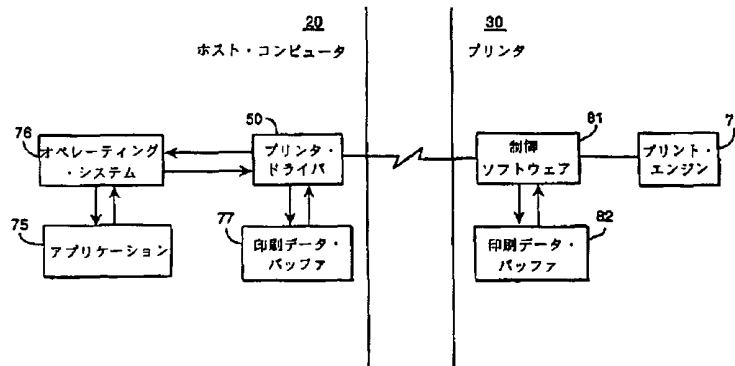 20
ホスト・コンピュータ
30
プリンタ
76
オペレーティング
・システム
50
プリンタ・
ドライバ
81
制御
ソフトウェア
7
プリント・
エンジン
75
アプリケーション
77
印刷データ・
バッファ
82
印刷データ・
バッファ